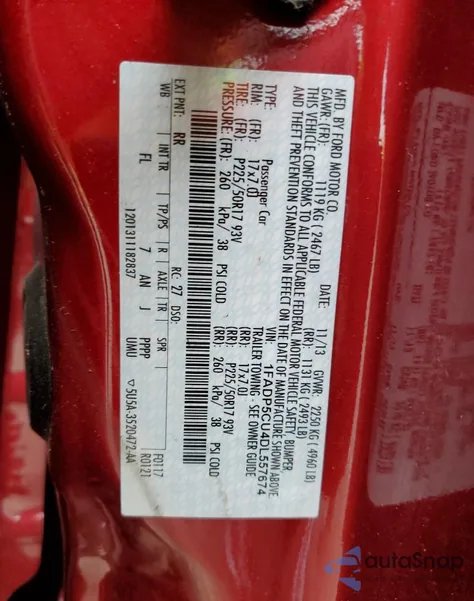 MFD. BY FORD MOTOR CO.
DATE: 11/13 GVWR: 2250 KG ( 4960 LB)
GAWR: (FR): 1119 KG (2467 LB) (RR): 1131 KG (2493 LB)
THIS VEHICLE CONFORMS TO ALL APPLICABLE FEDERAL MOTOR VEHICLE SAFETY, BUMPER,
AND THEFT PREVENTION STANDARDS IN EFFECT ON THE DATE OF MANUFACTURE SHOWN ABOVE.
VIN: 1FADP5CU4DL557674
TYPE: Passenger Car TRAILER TOWING - SEE OWNER GUIDE
RIM: (FR): 17x7.0J (RR): 17x7.0J
TIRE: (FR): P225/50R17 93V (RR): P225/50R17 93V
PRESSURE: (FR): 260 kPa/ 38 PSI COLD (RR): 260 kPa/ 38 PSI COLD
EXT PNT: RR RC: 27 DSO:
WB INT TR TP/PS R AXLE TR SPR
FL 7 AN J PPPP
UMU
F0117
R0121
1201311182837 ▽5U5A-3520472-AA
autoSnap